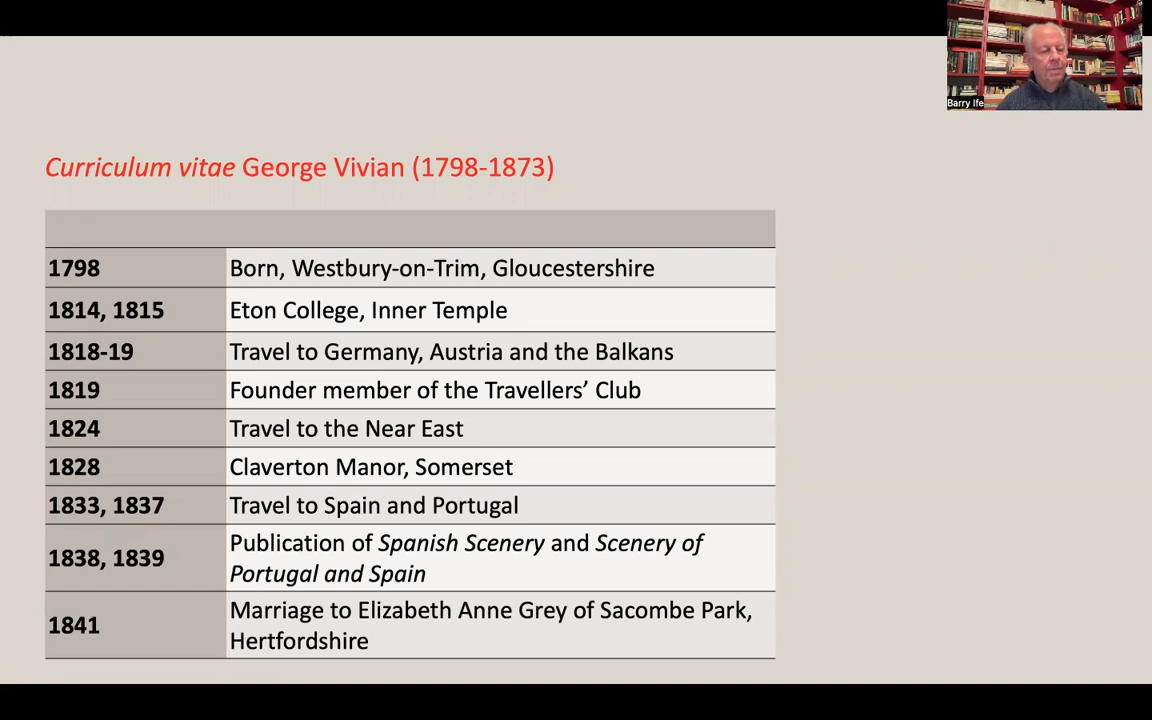 Barry Ife
Curriculum vitae George Vivian (1798-1873)
1798 Born, Westbury-on-Trim, Gloucestershire
1814, 1815 Eton College, Inner Temple
1818-19 Travel to Germany, Austria and the Balkans
1819 Founder member of the Travellers’ Club
1824 Travel to the Near East
1828 Claverton Manor, Somerset
1833, 1837 Travel to Spain and Portugal
1838, 1839 Publication of Spanish Scenery and Scenery of
Portugal and Spain
1841 Marriage to Elizabeth Anne Grey of Sacombe Park,
Hertfordshire